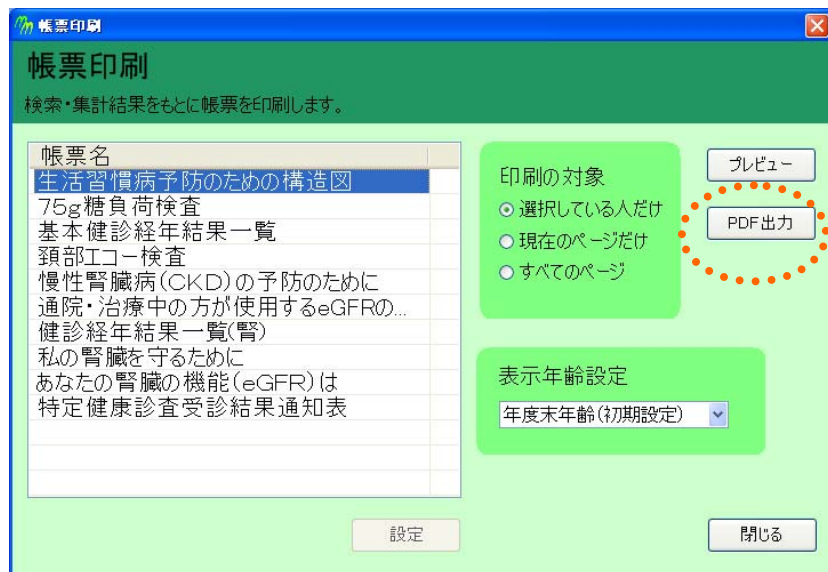 帳票印刷
帳票印刷
検索・集計結果をもとに帳票を印刷します。
帳票名
生活習慣病予防のための構造図
75g糖負荷検査
基本健診経年結果一覧
頚部エコー検査
慢性腎臓病(CKD)の予防のために
通院・治療中の方が使用するeGFRの...
健診経年結果一覧(腎)
私の腎臓を守るために
あなたの腎臓の機能(eGFR)は
特定健康診査受診結果通知表
設定
印刷の対象
選択している人だけ
現在のページだけ
すべてのページ
表示年齢設定
年度末年齢(初期設定)
プレビュー
PDF出力
閉じる